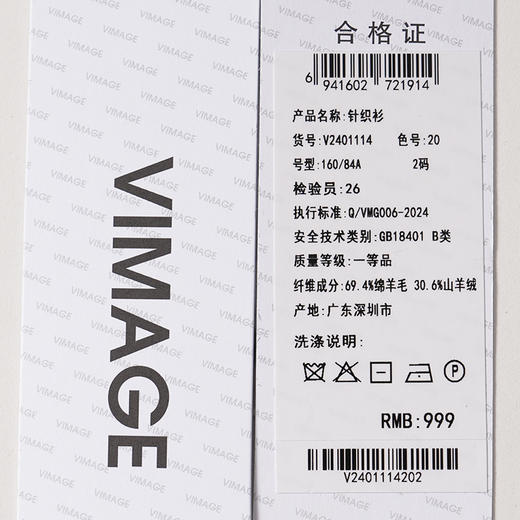 VIMAGE
合格证
6 941602 721914
产品名称:针织衫
货号:V2401114 色号:20
号型:160/84A 2码
检验员:26
执行标准:Q/VMG006-2024
安全技术类别:GB18401 B类
质量等级:一等品
纤维成分:69.4%绵羊毛 30.6%山羊绒
产地:广东深圳市
洗涤说明:
P
RMB:999
V2401114202